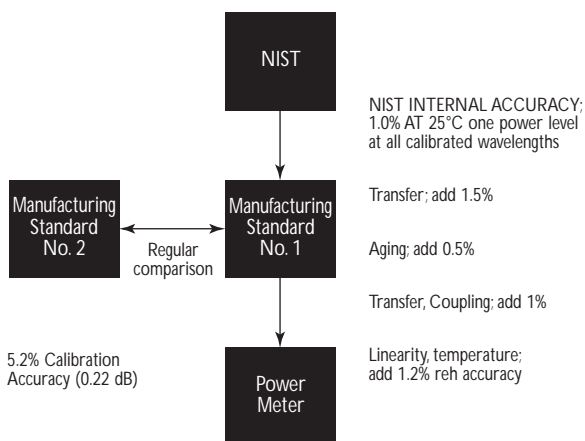 NIST
NIST INTERNAL ACCURACY;
1.0% AT 25°C one power level
at all calibrated wavelengths
Manufacturing
Standard
No. 2
Regular
comparison
Manufacturing
Standard
No. 1
Transfer; add 1.5%
Aging; add 0.5%
Transfer, Coupling; add 1%
5.2% Calibration
Accuracy (0.22 dB)
Power
Meter
Linearity, temperature;
add 1.2% reh accuracy